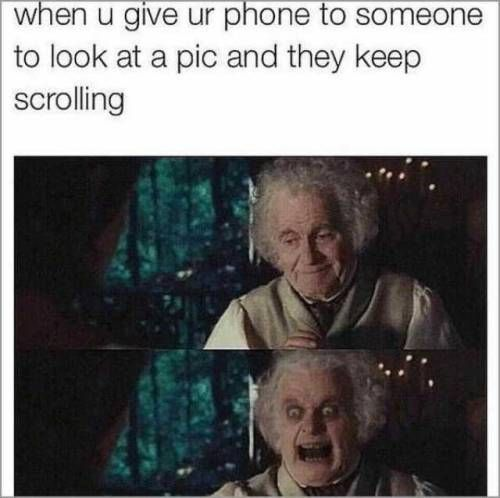 when u give ur phone to someone
to look at a pic and they keep
scrolling